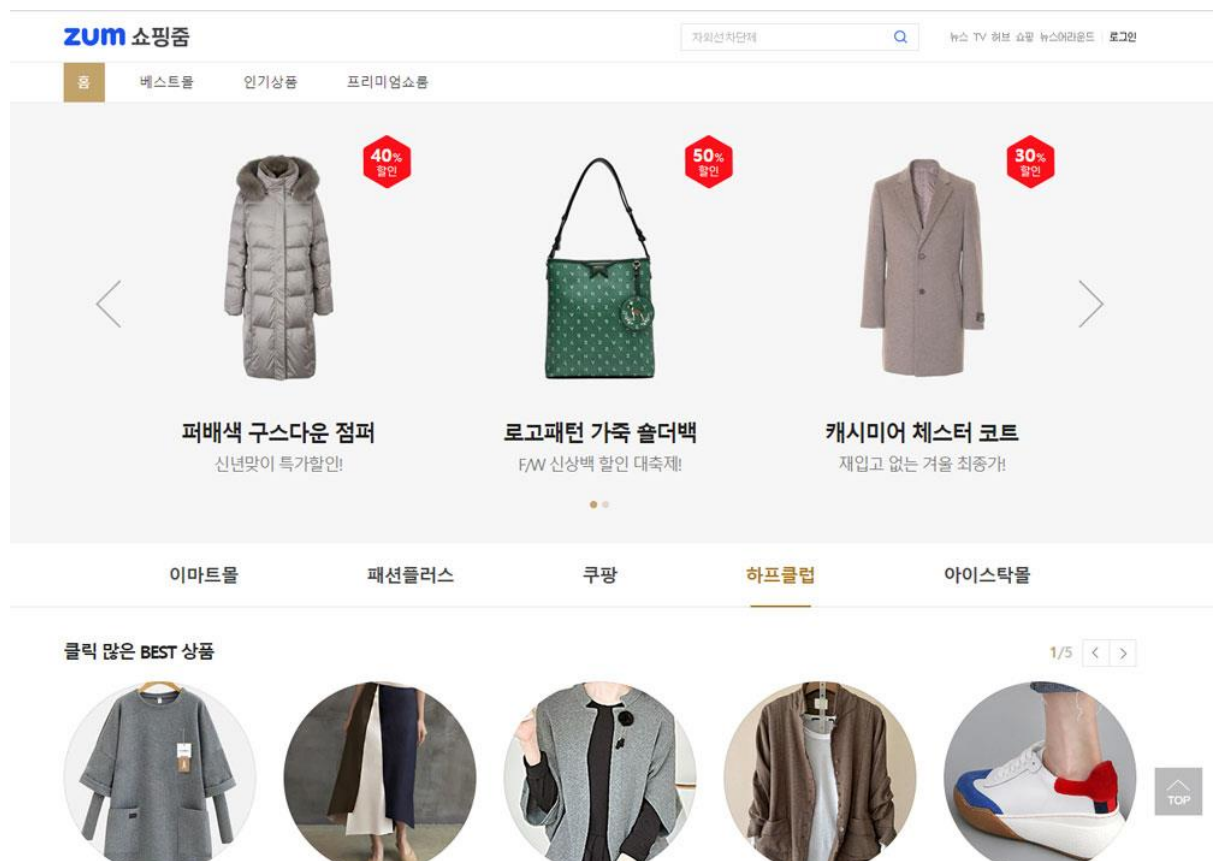 zum 쇼핑줌
자외선차단제
뉴스 TV 허브 쇼핑 뉴스어라운드 로그인
홈 베스트몰 인기상품 프리미엄쇼룸
40% 할인
50% 할인
30% 할인
퍼배색 구스다운 점퍼
신년맞이 특가할인!
로고패턴 가죽 숄더백
F/W 신상백 할인 대축제!
캐시미어 체스터 코트
재입고 없는 겨울 최종가!
이마트몰 패션플러스 쿠팡 하프클럽 아이스탁몰
클릭 많은 BEST 상품
1/5
TOP